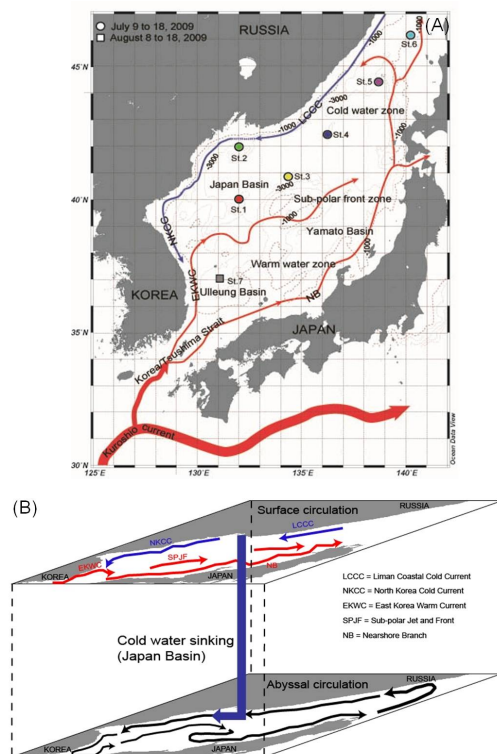 (A)
July 9 to 18, 2009
August 8 to 18, 2009
RUSSIA
45°N
40°N
35°N
30°N
125°E
130°E
135°E
140°E
St.6
St.5
-1000
-3000
Cold water zone
LCCC
-1000
St.4
-3000
St.2
-1000
Japan Basin
St.3
-3000
Sub-polar front zone
St.1
-1000
Yamato Basin
NKCC
Warm water zone
-1000
EKWC
St.7
KOREA
Ulleung Basin
NB
JAPAN
Korea/Tsushima Strait
Kuroshio current
Ocean Data View
(B)
Surface circulation
RUSSIA
LCCC
NKCC
SPJF
EKWC
NB
KOREA
JAPAN
LCCC = Liman Coastal Cold Current
NKCC = North Korea Cold Current
EKWC = East Korea Warm Current
SPJF = Sub-polar Jet and Front
NB = Nearshore Branch
Cold water sinking
(Japan Basin)
Abyssal circulation
RUSSIA
KOREA
JAPAN